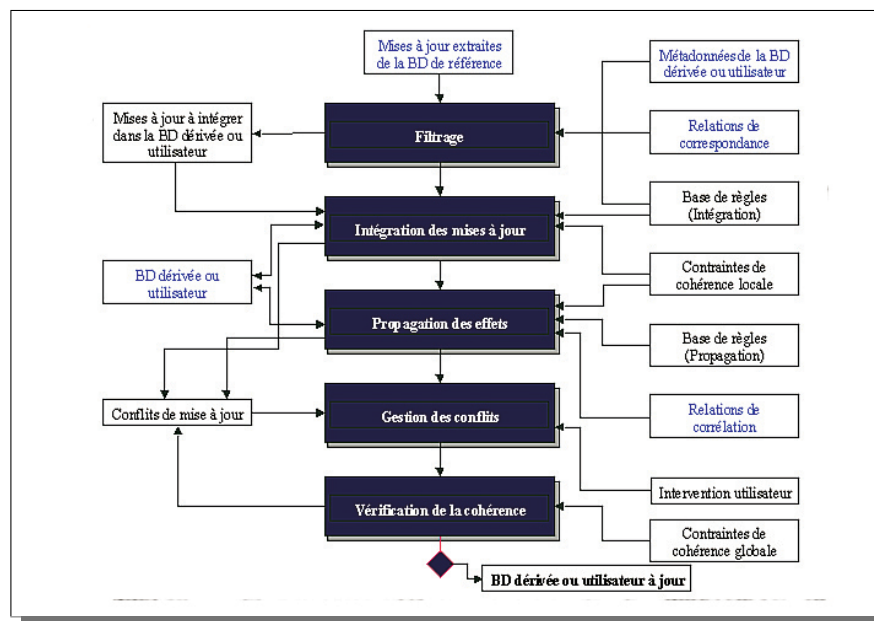 Mises à jour extraites
de la BD de référence
Métadonnées de la BD
dérivée ou utilisateur
Mises à jour à intégrer
dans la BD dérivée ou
utilisateur
Filtrage
Relations de
correspondance
Base de règles
(Intégration)
Intégration des mises à jour
BD dérivée ou
utilisateur
Contraintes de
cohérence locale
Propagation des effets
Base de règles
(Propagation)
Conflits de mise à jour
Gestion des conflits
Relations de
corrélation
Intervention utilisateur
Vérification de la cohérence
Contraintes de
cohérence globale
BD dérivée ou utilisateur à jour